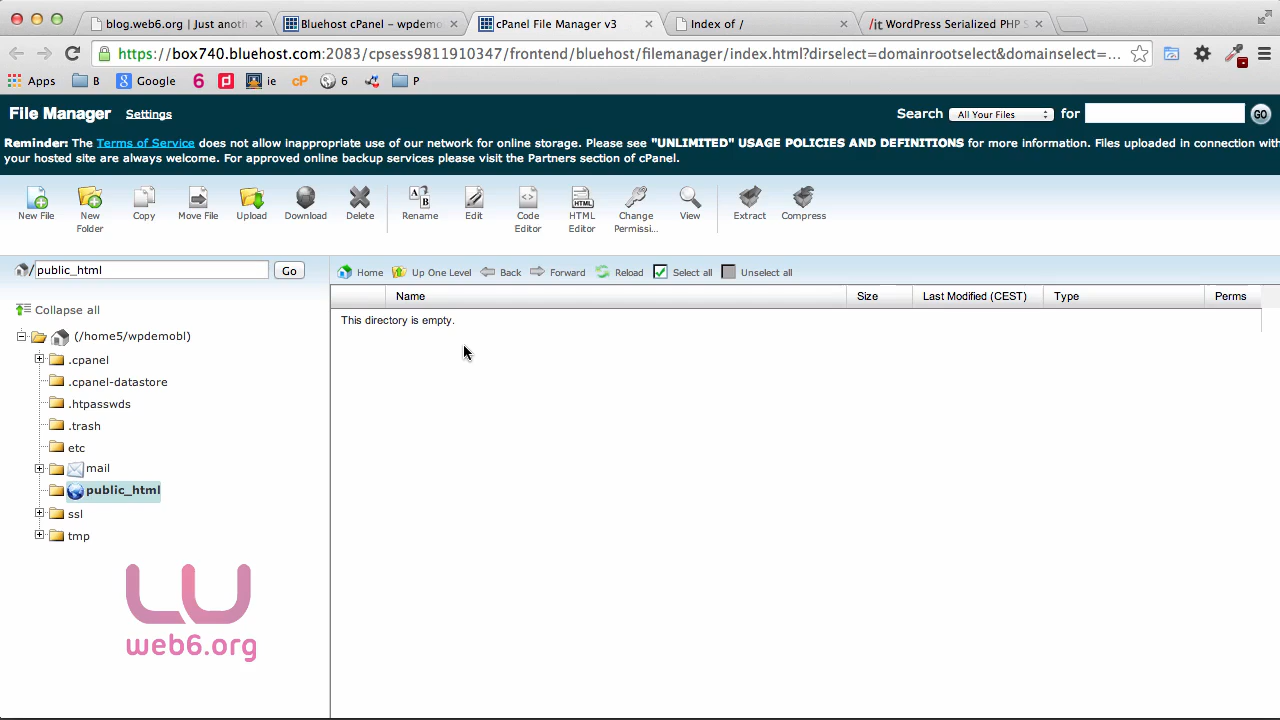 blog.web6.org | Just anoth
Bluehost cPanel – wpdemo
cPanel File Manager v3
Index of /
/it WordPress Serialized PHP S
https://box740.bluehost.com:2083/cpsess9811910347/frontend/bluehost/filemanager/index.html?dirselect=domainrootselect&domainselect=...
Apps B Google 6 ie cP 6 P
File Manager Settings
Search All Your Files for GO
Reminder: The Terms of Service does not allow inappropriate use of our network for online storage. Please see "UNLIMITED" USAGE POLICIES AND DEFINITIONS for more information. Files uploaded in connection with
your hosted site are always welcome. For approved online backup services please visit the Partners section of cPanel.
New File
New
Folder
Copy
Move File
Upload
Download
Delete
Rename
Edit
Code
Editor
HTML
HTML
Editor
Change
Permissi...
View
Extract
Compress
/ public_html Go
Home Up One Level Back Forward Reload Select all Unselect all
Collapse all
Name Size Last Modified (CEST) Type Perms
This directory is empty.
(/home5/wpdemobl)
.cpanel
.cpanel-datastore
.htpasswds
.trash
etc
mail
public_html
ssl
tmp
web6.org